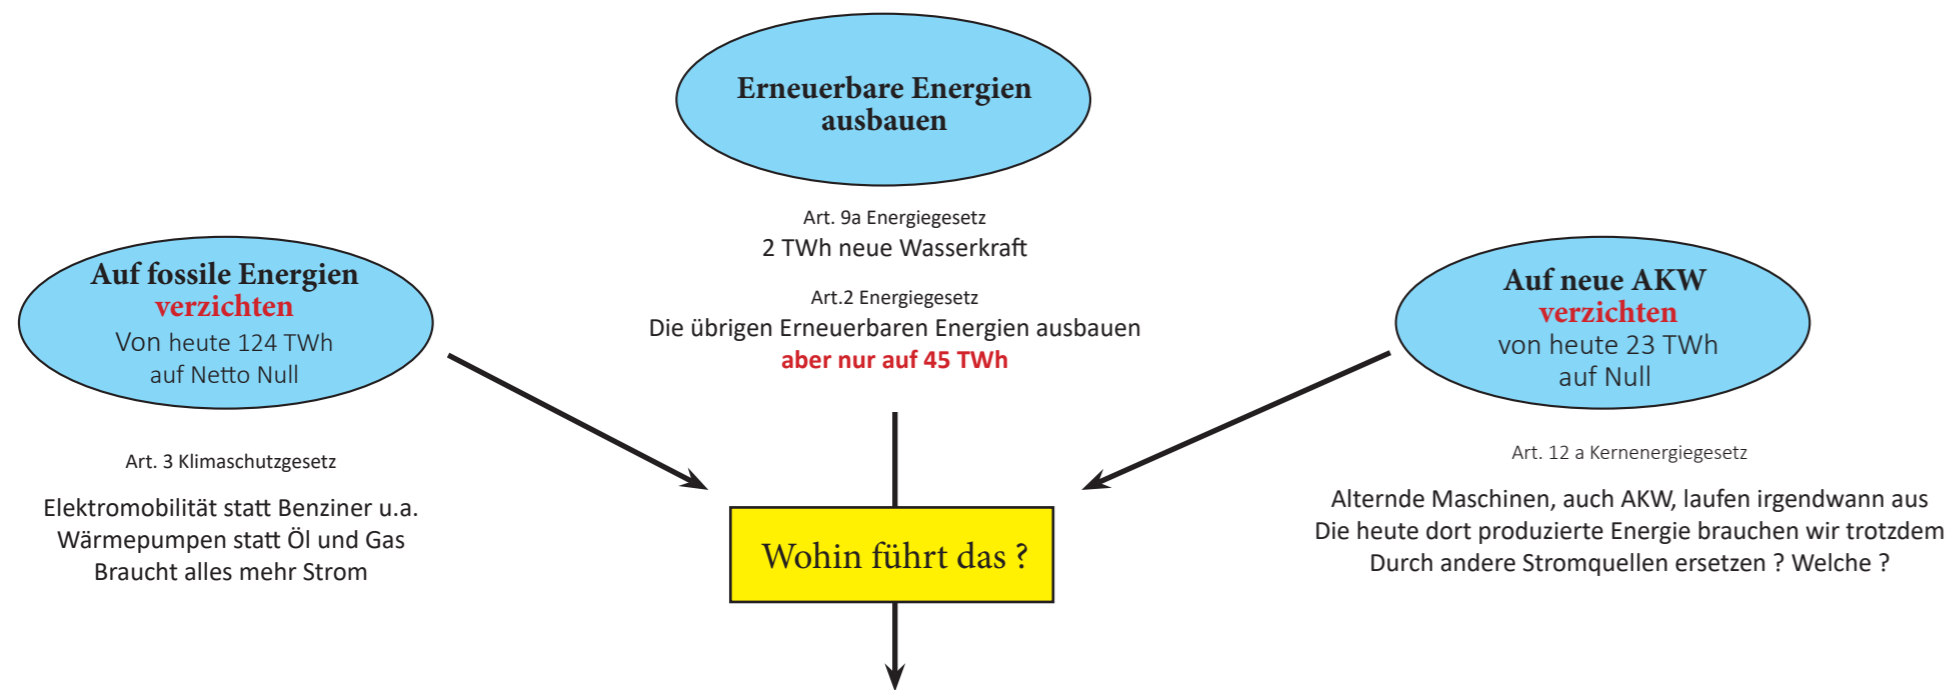 Erneuerbare Energien
ausbauen
Art. 9a Energiegesetz
2 TWh neue Wasserkraft
Art.2 Energiegesetz
Die übrigen Erneuerbaren Energien ausbauen
aber nur auf 45 TWh
Auf fossile Energien
verzichten
Von heute 124 TWh
auf Netto Null
Art. 3 Klimaschutzgesetz
Elektromobilität statt Benziner u.a.
Wärmepumpen statt Öl und Gas
Braucht alles mehr Strom
Auf neue AKW
verzichten
von heute 23 TWh
auf Null
Art. 12 a Kernenergiegesetz
Alternde Maschinen, auch AKW, laufen irgendwann aus
Die heute dort produzierte Energie brauchen wir trotzdem
Durch andere Stromquellen ersetzen ? Welche ?
Wohin führt das ?